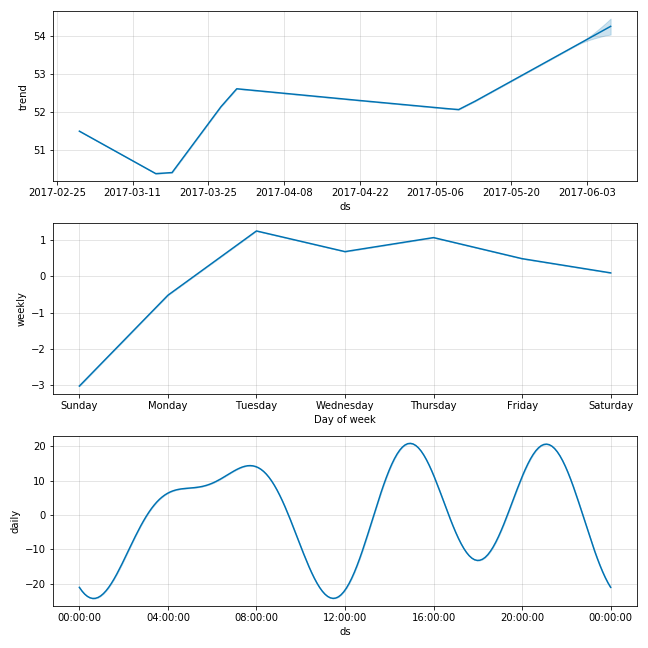 54
53
52
51
trend
2017-02-25 2017-03-11 2017-03-25 2017-04-08 2017-04-22 2017-05-06 2017-05-20 2017-06-03
ds
1
0
−1
−2
−3
weekly
Sunday Monday Tuesday Wednesday Thursday Friday Saturday
Day of week
20
10
0
−10
−20
daily
00:00:00 04:00:00 08:00:00 12:00:00 16:00:00 20:00:00 00:00:00
ds